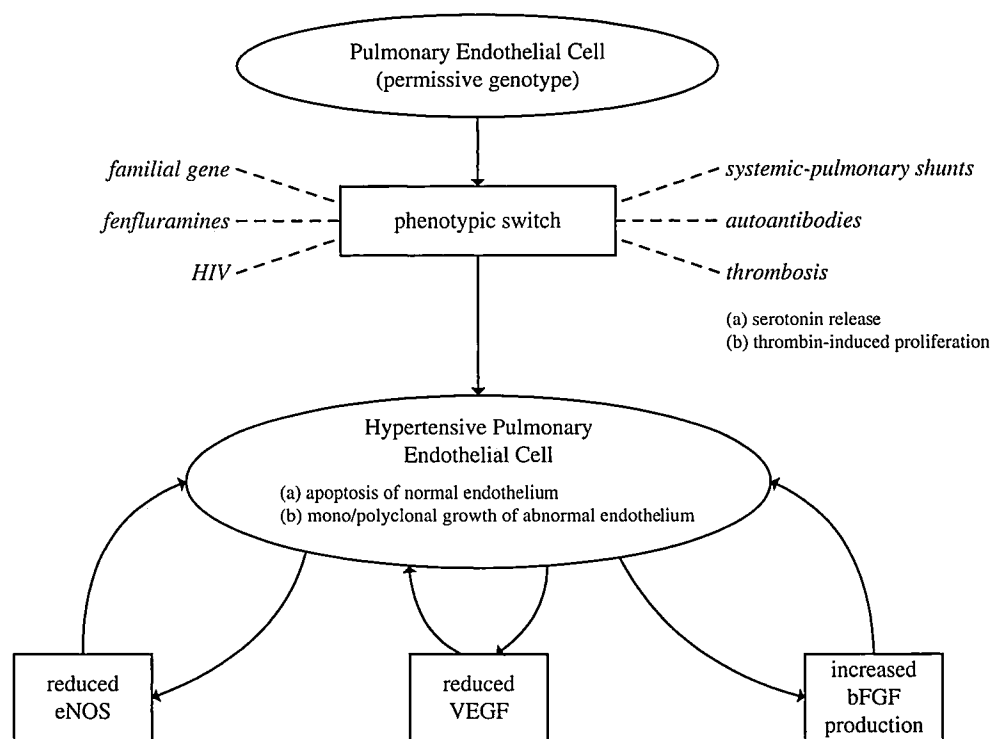 Pulmonary Endothelial Cell
(permissive genotype)
familial gene
systemic-pulmonary shunts
fenfluramines
phenotypic switch
autoantibodies
HIV
thrombosis
(a) serotonin release
(b) thrombin-induced proliferation
Hypertensive Pulmonary
Endothelial Cell
(a) apoptosis of normal endothelium
(b) mono/polyclonal growth of abnormal endothelium
reduced
eNOS
reduced
VEGF
increased
bFGF
production